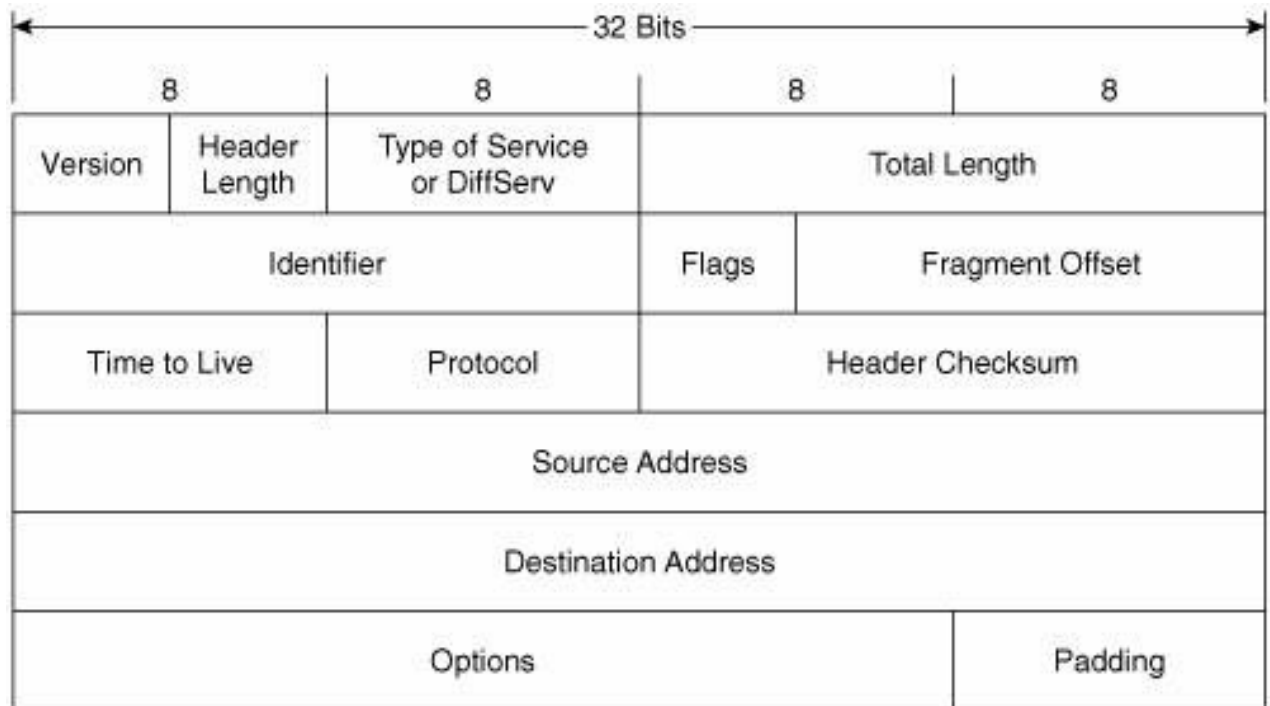 32 Bits
8 8 8 8
Version Header Length Type of Service or DiffServ Total Length
Identifier Flags Fragment Offset
Time to Live Protocol Header Checksum
Source Address
Destination Address
Options Padding